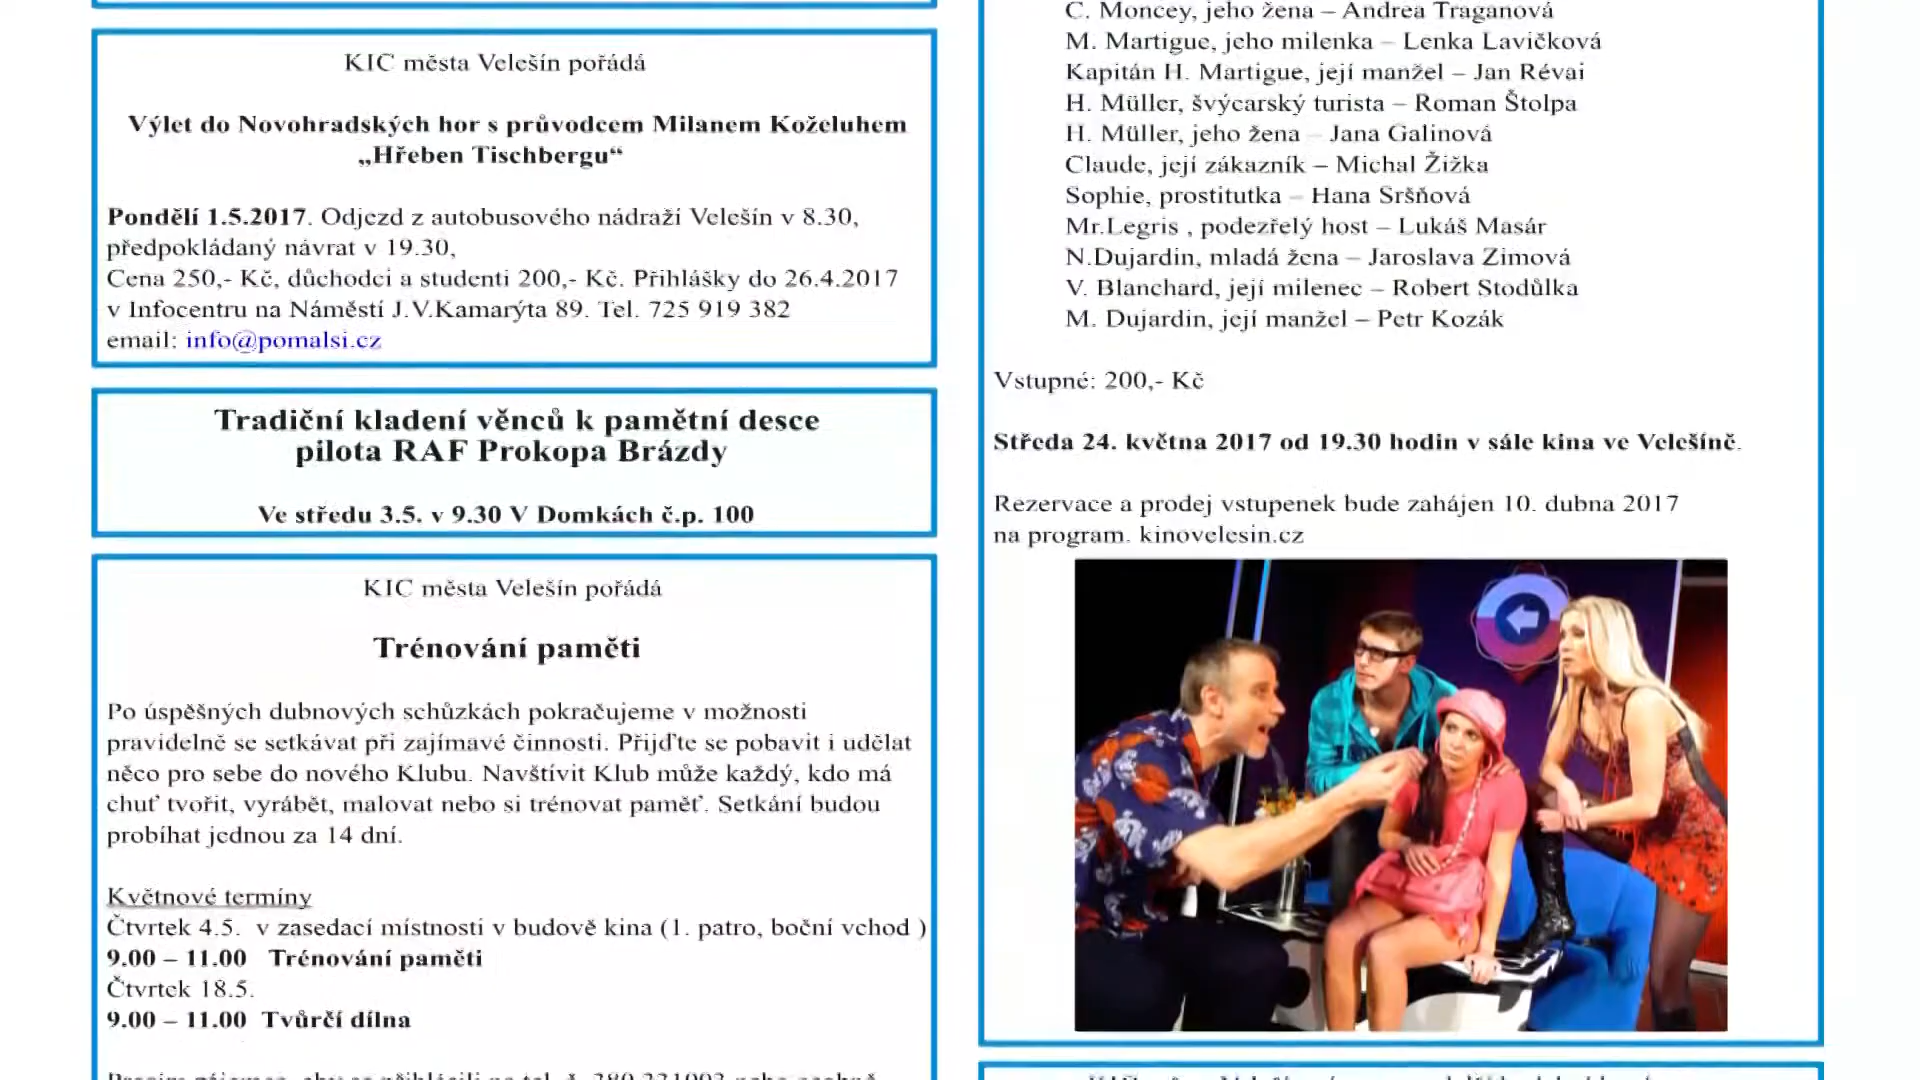 KIC města Velešín pořádá
Výlet do Novohradských hor s průvodcem Milanem Koželuhem
„Hřeben Tischbergu“
Pondělí 1.5.2017. Odjezd z autobusového nádraží Velešín v 8.30,
předpokládaný návrat v 19.30,
Cena 250,- Kč, důchodci a studenti 200,- Kč. Přihlášky do 26.4.2017
v Infocentru na Náměstí J.V.Kamarýta 89. Tel. 725 919 382
email: info@pomalsi.cz
Tradiční kladení věnců k pamětní desce
pilota RAF Prokopa Brázdy
Ve středu 3.5. v 9.30 V Domkách č.p. 100
KIC města Velešín pořádá
Trénování paměti
Po úspěšných dubnových schůzkách pokračujeme v možnosti
pravidelně se setkávat při zajímavé činnosti. Přijďte se pobavit i udělat
něco pro sebe do nového Klubu. Navštívit Klub může každý, kdo má
chuť tvořit, vyrábět, malovat nebo si trénovat paměť. Setkání budou
probíhat jednou za 14 dní.
Květnové termíny
Čtvrtek 4.5. v zasedací místnosti v budově kina (1. patro, boční vchod )
9.00 – 11.00 Trénování paměti
Čtvrtek 18.5.
9.00 – 11.00 Tvůrčí dílna
C. Moncey, jeho žena – Andrea Traganová
M. Martigue, jeho milenka – Lenka Lavičková
Kapitán H. Martigue, její manžel – Jan Révai
H. Müller, švýcarský turista – Roman Štolpa
H. Müller, jeho žena – Jana Galinová
Claude, její zákazník – Michal Žižka
Sophie, prostitutka – Hana Sršňová
Mr.Legris , podezřelý host – Lukáš Masár
N.Dujardin, mladá žena – Jaroslava Zimová
V. Blanchard, její milenec – Robert Stodůlka
M. Dujardin, její manžel – Petr Kozák
Vstupné: 200,- Kč
Středa 24. května 2017 od 19.30 hodin v sále kina ve Velešíně.
Rezervace a prodej vstupenek bude zahájen 10. dubna 2017
na program. kinovelesin.cz